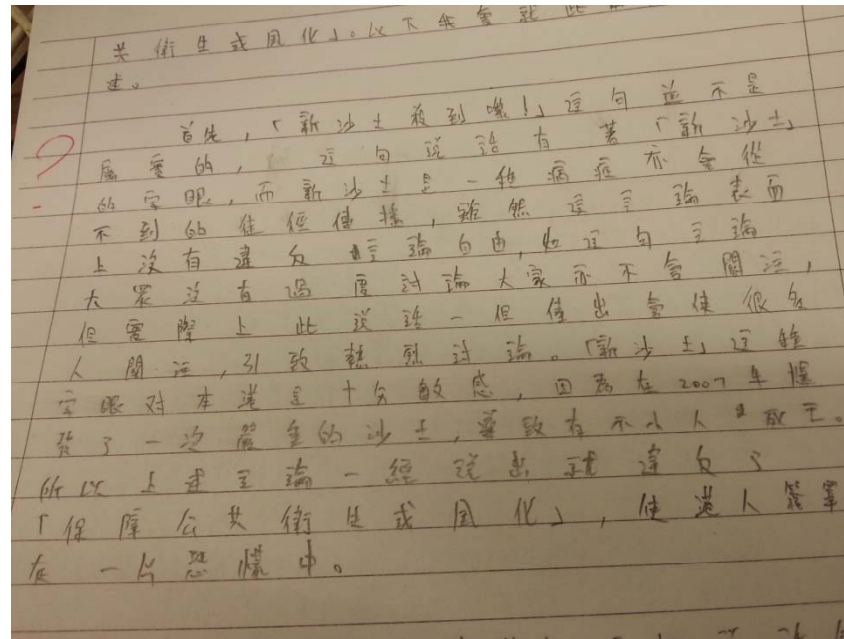 共衛生或風化」。以下我會就此
述。
首先,「新沙士殺到嚟!」這句並不是
屬實的, 這句說話有著「新沙士」
的字眼,而新沙士是一種病症亦會從
不到的途徑傳播,雖然這言論表面
上沒有違反言論自由,如這句言論
大眾沒有過度討論大家亦不會關注,
但實際上此說話一但傳出會使很多
人關注,引致熱烈討論。「新沙士」這種
字眼對本港是十分敏感,因為在2007年爆
發了一次嚴重的沙士,導致有不小人死亡。
所以上述言論一經說出就違反了
「保障公共衛生或風化」,使港人籠罩
在一片恐慌中。